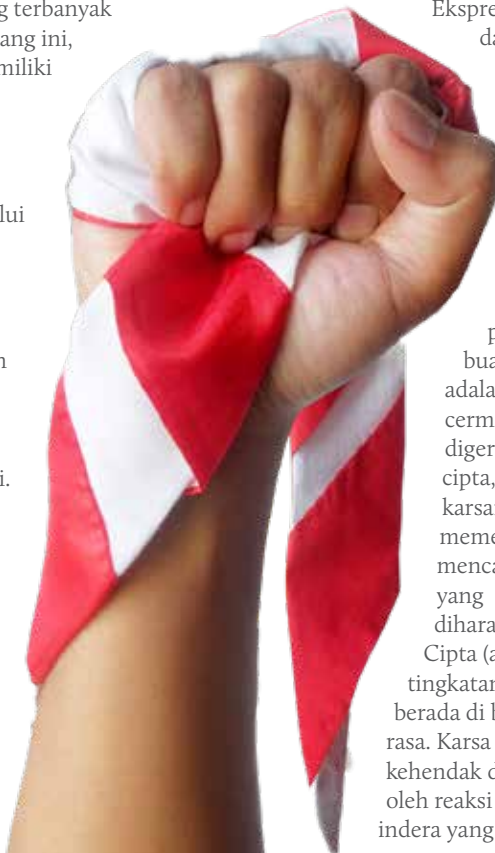 terbanyak
ang ini,
miliki
lui
i.
Ekspre
da
p
bua
adala
cerm
diger
cipta,
karsa
meme
menca
yang
dihara
Cipta (a
tingkatan
berada di b
rasa. Karsa
kehendak d
oleh reaksi
indera yang